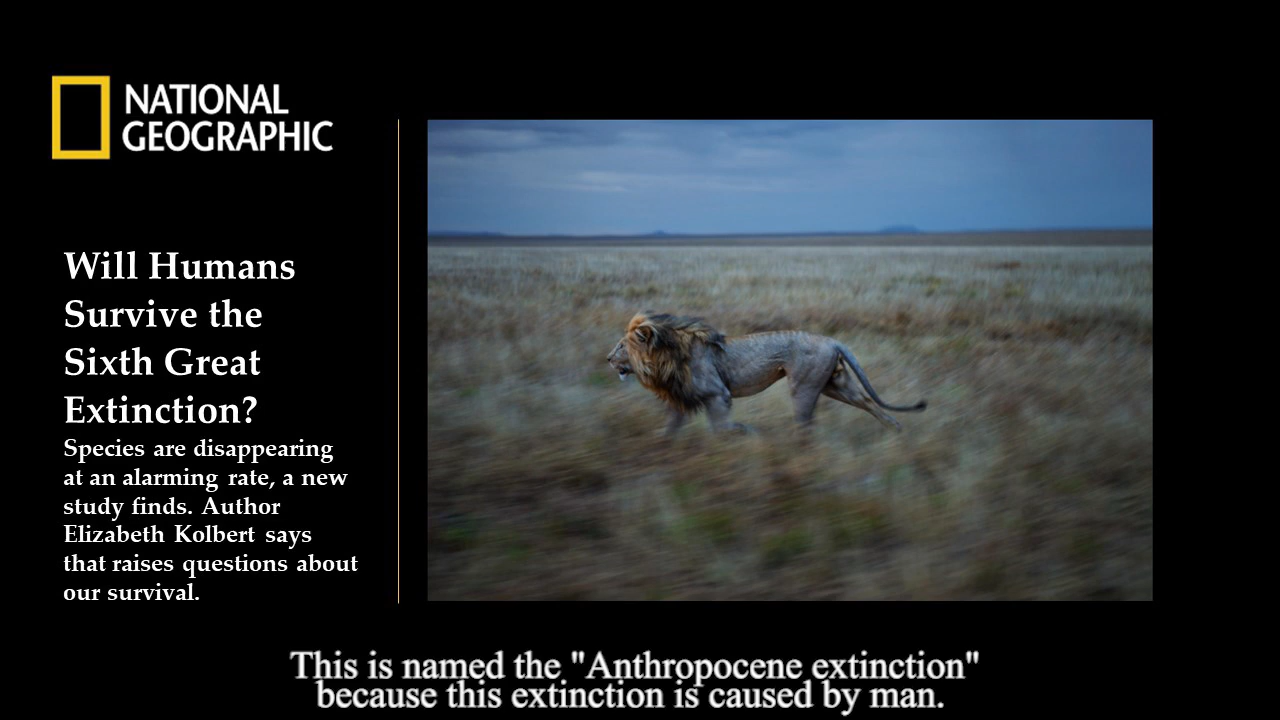 NATIONAL
GEOGRAPHIC
Will Humans
Survive the
Sixth Great
Extinction?
Species are disappearing
at an alarming rate, a new
study finds. Author
Elizabeth Kolbert says
that raises questions about
our survival.
This is named the "Anthropocene extinction"
because this extinction is caused by man.